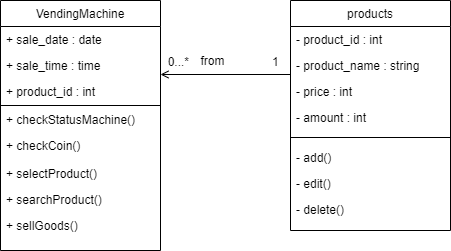 VendingMachine
+ sale_date : date
+ sale_time : time
+ product_id : int
+ checkStatusMachine()
+ checkCoin()
+ selectProduct()
+ searchProduct()
+ sellGoods()
0...* from 1
products
- product_id : int
- product_name : string
- price : int
- amount : int
- add()
- edit()
- delete()